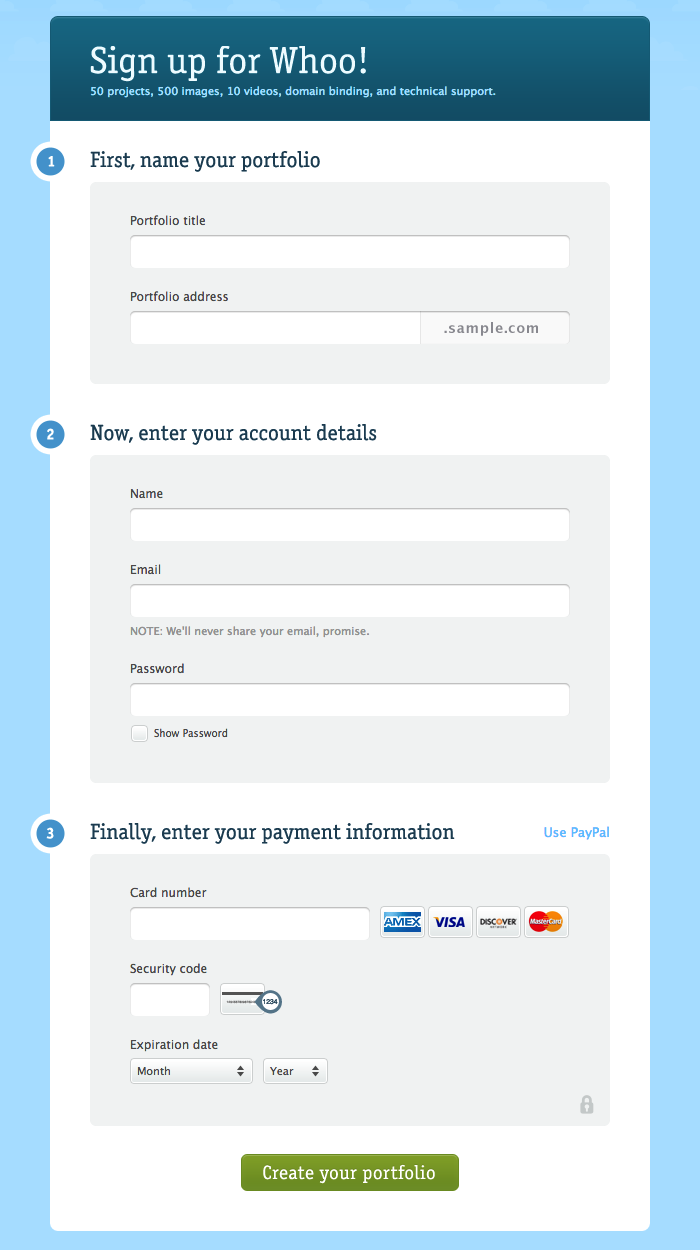 Sign up for Whoo!
50 projects, 500 images, 10 videos, domain binding, and technical support.
1
First, name your portfolio
Portfolio title
Portfolio address
.sample.com
2
Now, enter your account details
Name
Email
NOTE: We'll never share your email, promise.
Password
Show Password
3
Finally, enter your payment information
Use PayPal
Card number
AMEX
VISA
DISCOVER
NETWORK
MasterCard
Security code
1234
Expiration date
Month
Year
Create your portfolio